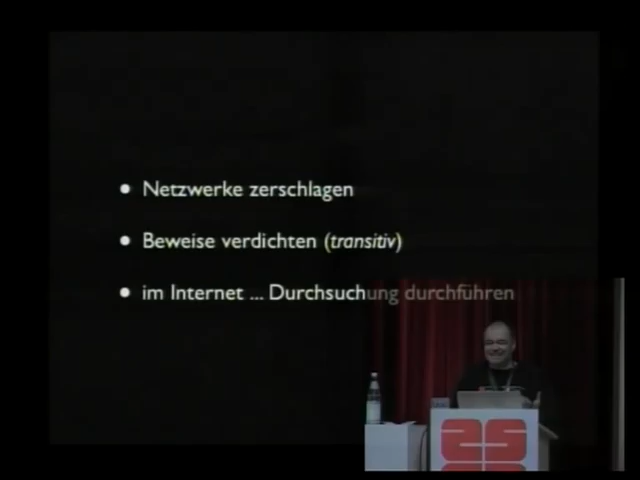 • Netzwerke zerschlagen
• Beweise verdichten (transitiv)
• im Internet ... Durchsuchung durchführen